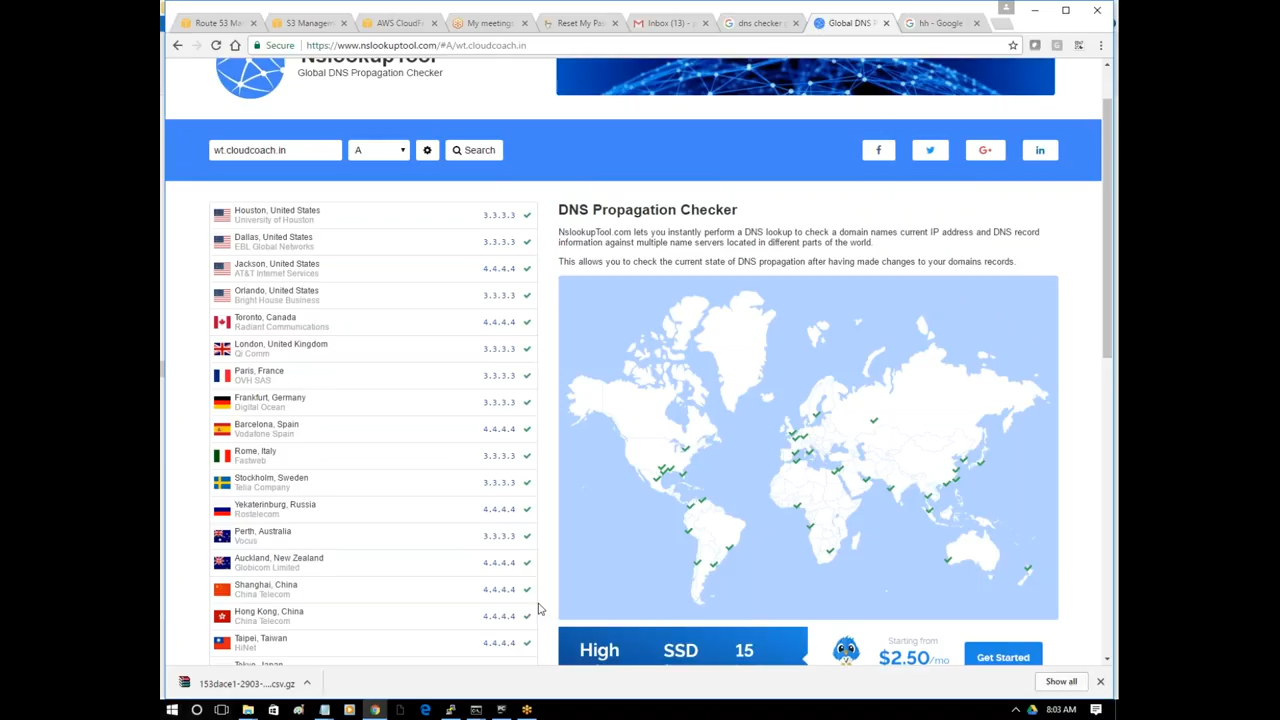 Route 53 Ma
S3 Managem
AWS CloudF
My meetings
Reset My Pa
Inbox (13) -
dns checker
Global DNS P
hh - Google
Secure
https://www.nslookuptool.com/#A/wt.cloudcoach.in
NslookupTool
Global DNS Propagation Checker
wt.cloudcoach.in
A
Search
f
G+
in
Houston, United States
University of Houston
3.3.3.3
Dallas, United States
EBL Global Networks
3.3.3.3
Jackson, United States
AT&T Internet Services
4.4.4.4
Orlando, United States
Bright House Business
3.3.3.3
Toronto, Canada
Radiant Communications
4.4.4.4
London, United Kingdom
Qi Comm
3.3.3.3
Paris, France
OVH SAS
3.3.3.3
Frankfurt, Germany
Digital Ocean
3.3.3.3
Barcelona, Spain
Vodafone Spain
4.4.4.4
Rome, Italy
Fastweb
3.3.3.3
Stockholm, Sweden
Telia Company
3.3.3.3
Yekaterinburg, Russia
Rostelecom
4.4.4.4
Perth, Australia
Vocus
3.3.3.3
Auckland, New Zealand
Globicom Limited
4.4.4.4
Shanghai, China
China Telecom
4.4.4.4
Hong Kong, China
China Telecom
4.4.4.4
Taipei, Taiwan
HiNet
4.4.4.4
Tokyo, Japan
DNS Propagation Checker
NslookupTool.com lets you instantly perform a DNS lookup to check a domain names current IP address and DNS record
information against multiple name servers located in different parts of the world.
This allows you to check the current state of DNS propagation after having made changes to your domains records.
High
SSD
15
Starting from
$2.50/mo
Get Started
153dace1-2903-....csv.gz
Show all
8:03 AM